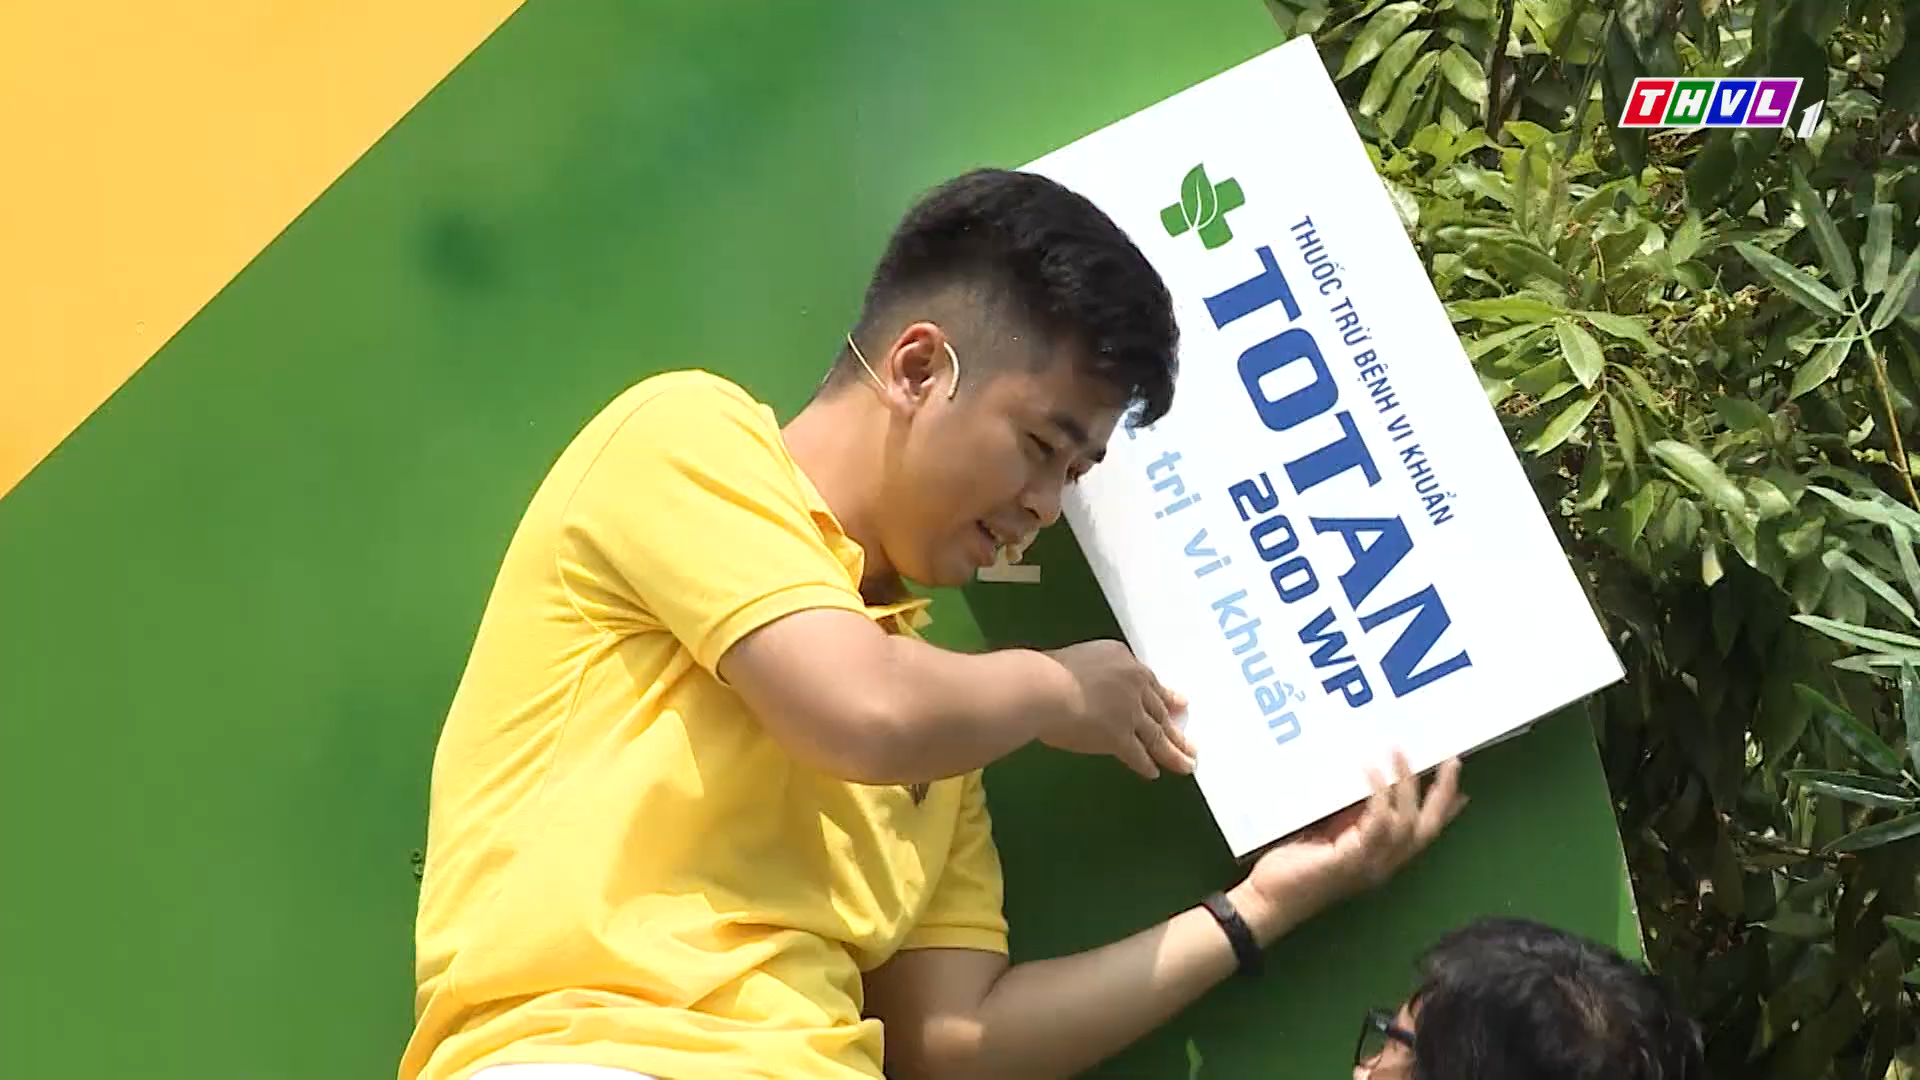 THVL1
THUỐC TRỪ BỆNH VI KHUẨN
TOTAN
200 WP
trị vi khuẩn